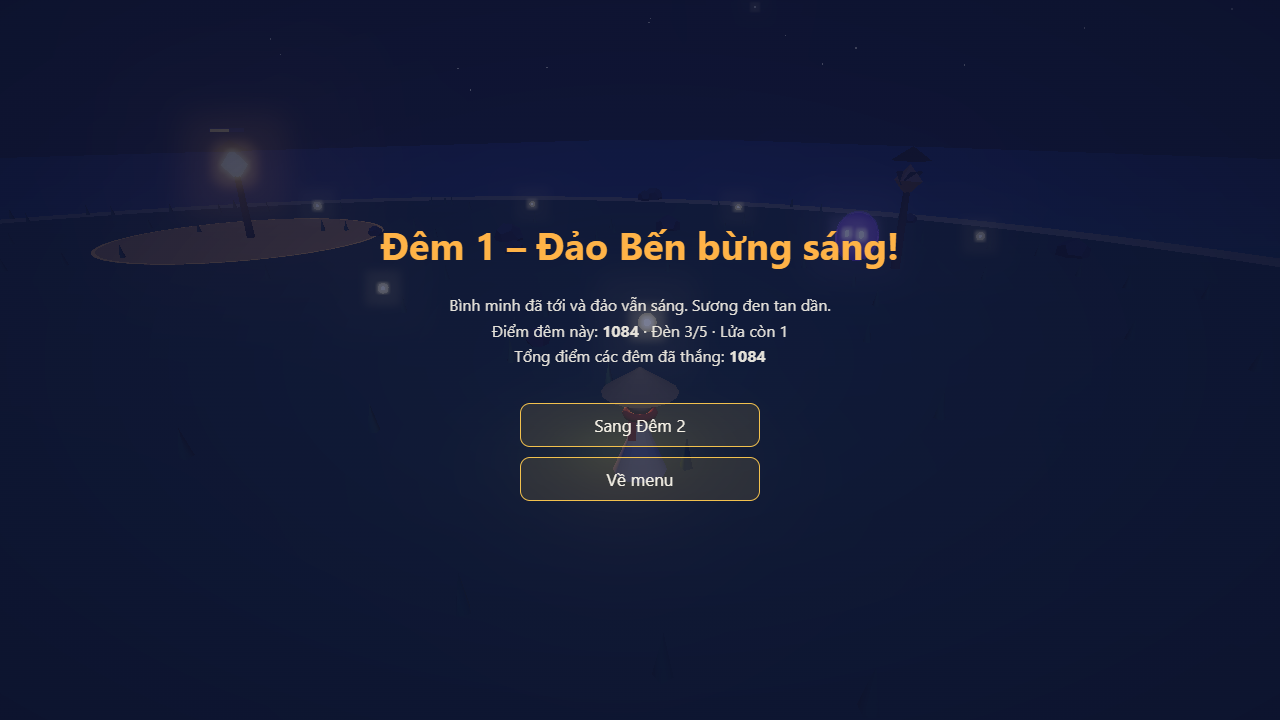 Đêm 1 – Đảo Bến bừng sáng!
Bình minh đã tới và đảo vẫn sáng. Sương đen tan dần.
Điểm đêm này: 1084 · Đèn 3/5 · Lửa còn 1
Tổng điểm các đêm đã thắng: 1084
Sang Đêm 2
Về menu